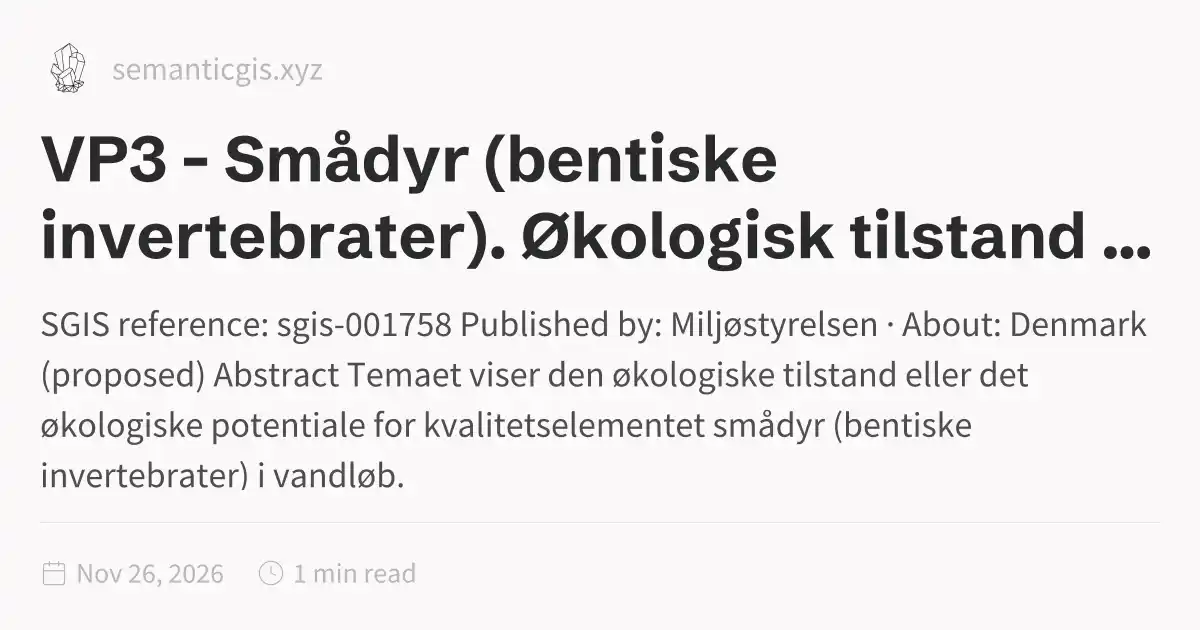 semanticgis.xyz
VP3 - Smådyr (bentiske
invertebrater). Økologisk tilstand ...
SGIS reference: sgis-001758 Published by: Miljøstyrelsen · About: Denmark
(proposed) Abstract Temaet viser den økologiske tilstand eller det
økologiske potentiale for kvalitetselementet smådyr (bentiske
invertebrater) i vandløb.
Nov 26, 2026 1 min read